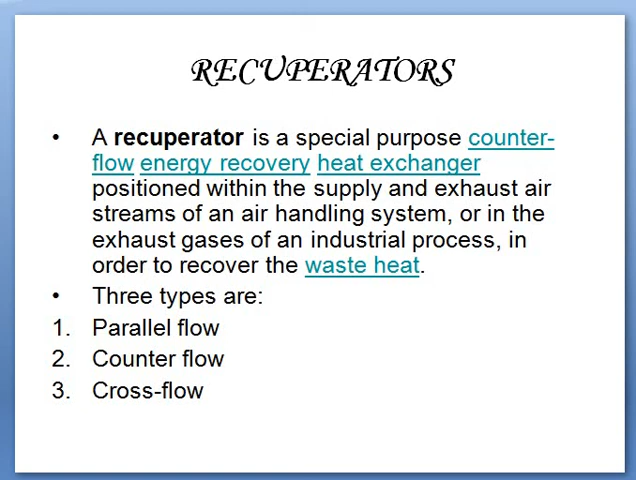 RECUPERATORS
• A recuperator is a special purpose counter-
flow energy recovery heat exchanger
positioned within the supply and exhaust air
streams of an air handling system, or in the
exhaust gases of an industrial process, in
order to recover the waste heat.
• Three types are:
1. Parallel flow
2. Counter flow
3. Cross-flow